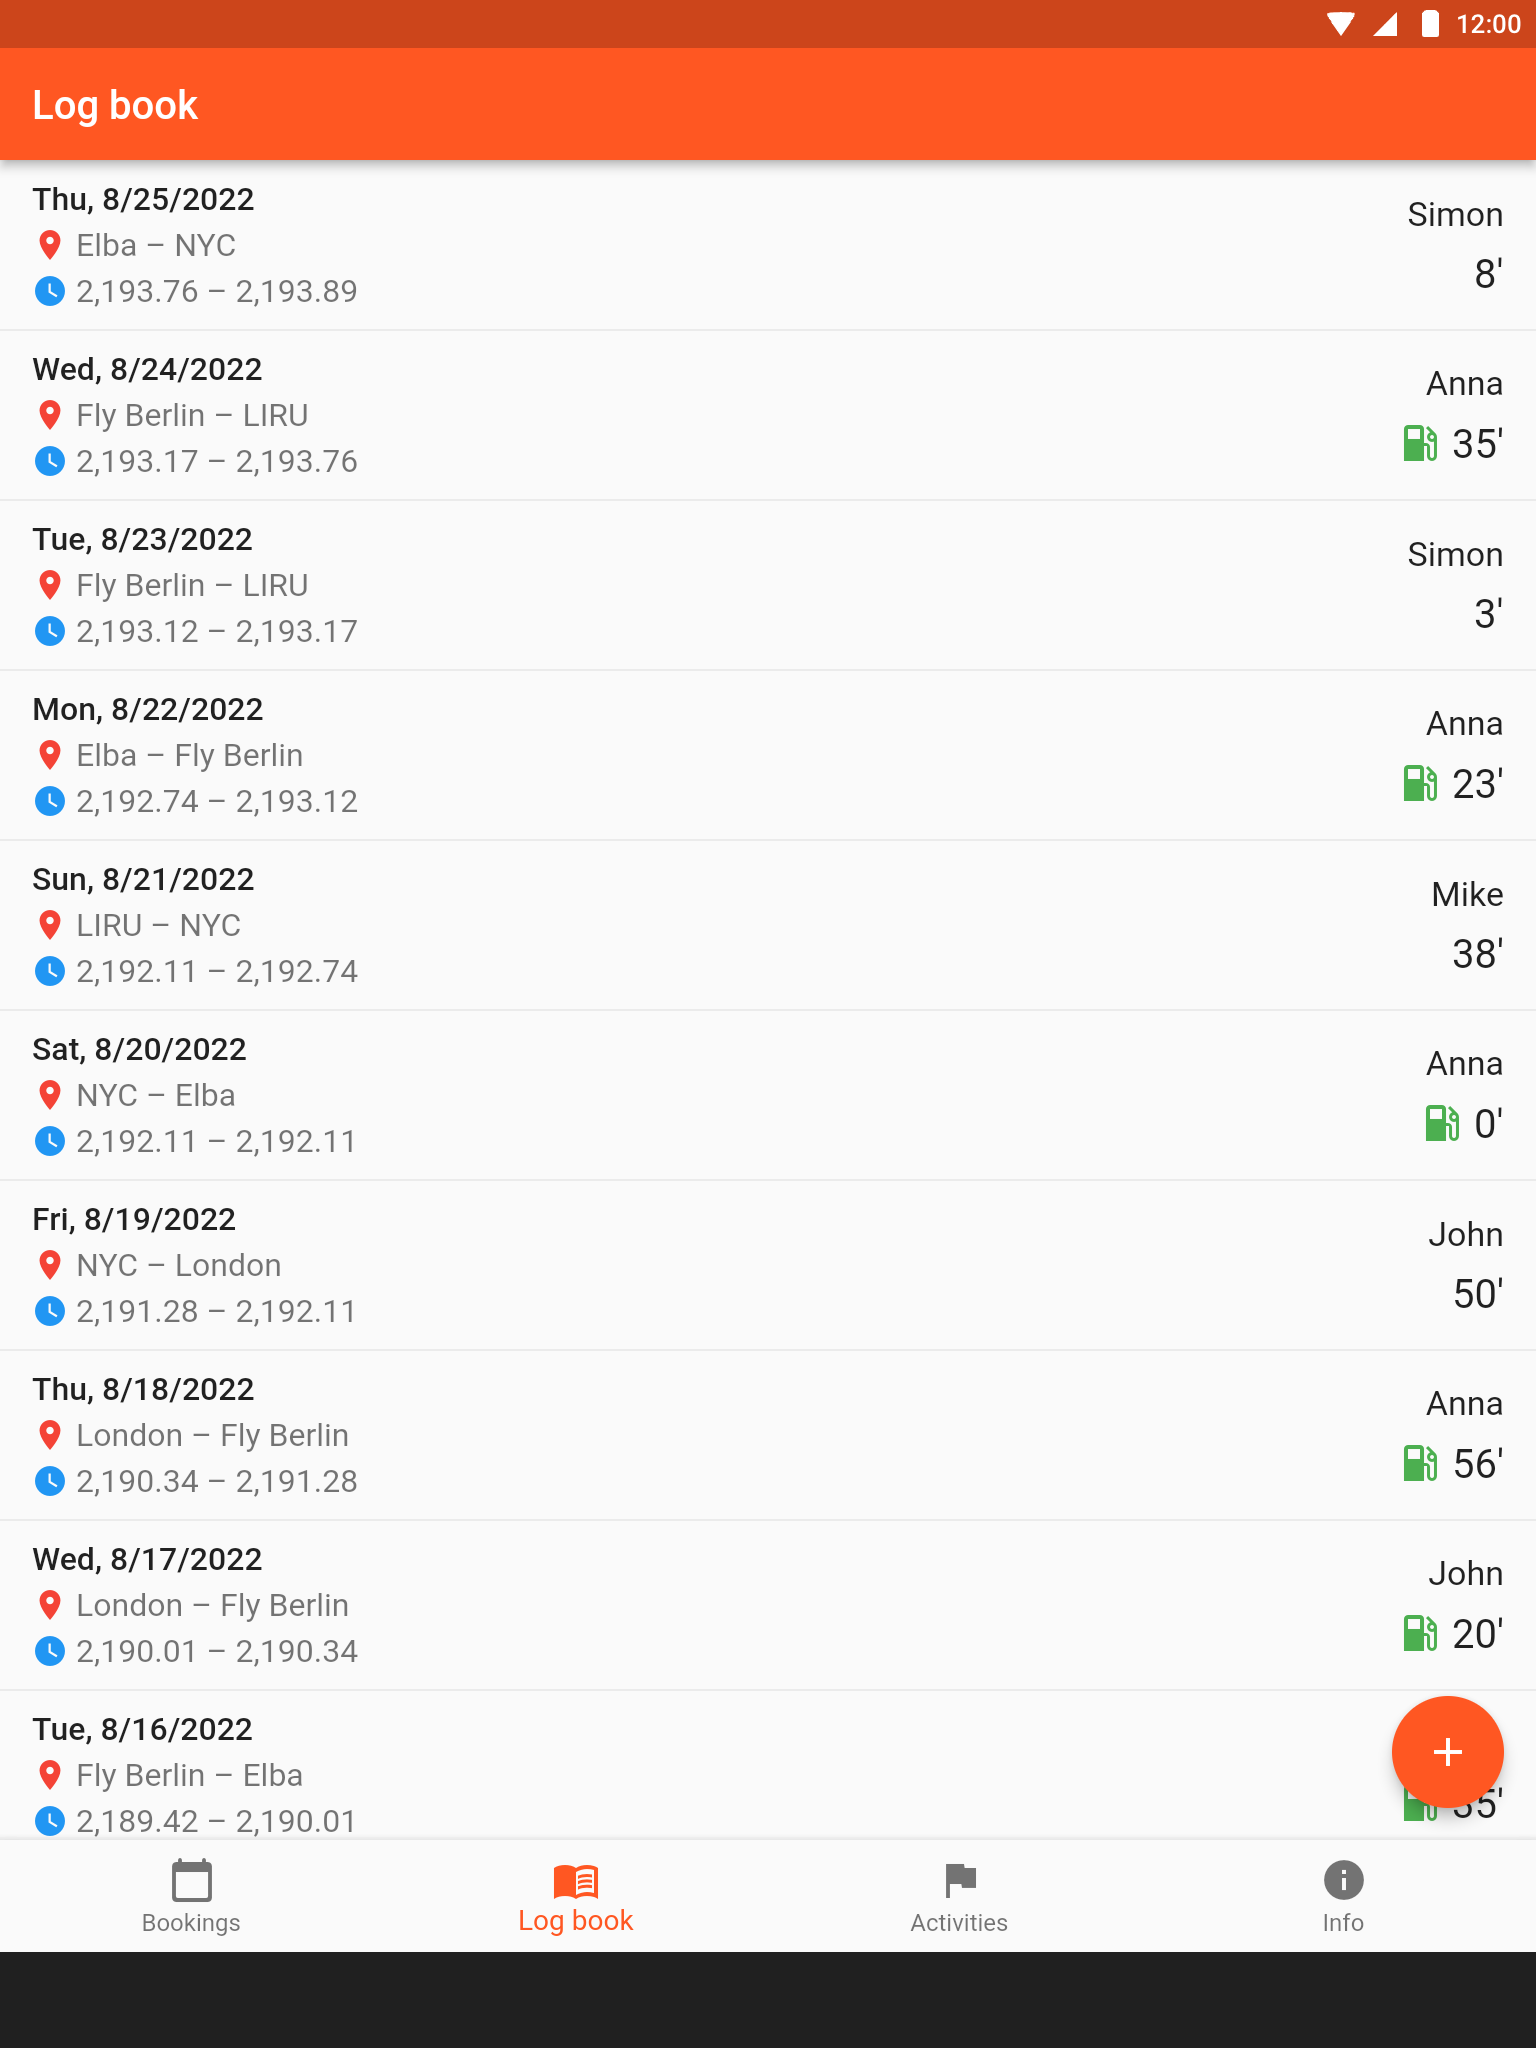 12:00
Log book
Thu, 8/25/2022
Simon
Elba – NYC
8'
2,193.76 – 2,193.89
Wed, 8/24/2022
Anna
Fly Berlin – LIRU
35'
2,193.17 – 2,193.76
Tue, 8/23/2022
Simon
Fly Berlin – LIRU
3'
2,193.12 – 2,193.17
Mon, 8/22/2022
Anna
Elba – Fly Berlin
23'
2,192.74 – 2,193.12
Sun, 8/21/2022
Mike
LIRU – NYC
38'
2,192.11 – 2,192.74
Sat, 8/20/2022
Anna
NYC – Elba
0'
2,192.11 – 2,192.11
Fri, 8/19/2022
John
NYC – London
50'
2,191.28 – 2,192.11
Thu, 8/18/2022
Anna
London – Fly Berlin
56'
2,190.34 – 2,191.28
Wed, 8/17/2022
John
London – Fly Berlin
20'
2,190.01 – 2,190.34
Tue, 8/16/2022
Fly Berlin – Elba
2,189.42 – 2,190.01
Bookings
Log book
Activities
Info